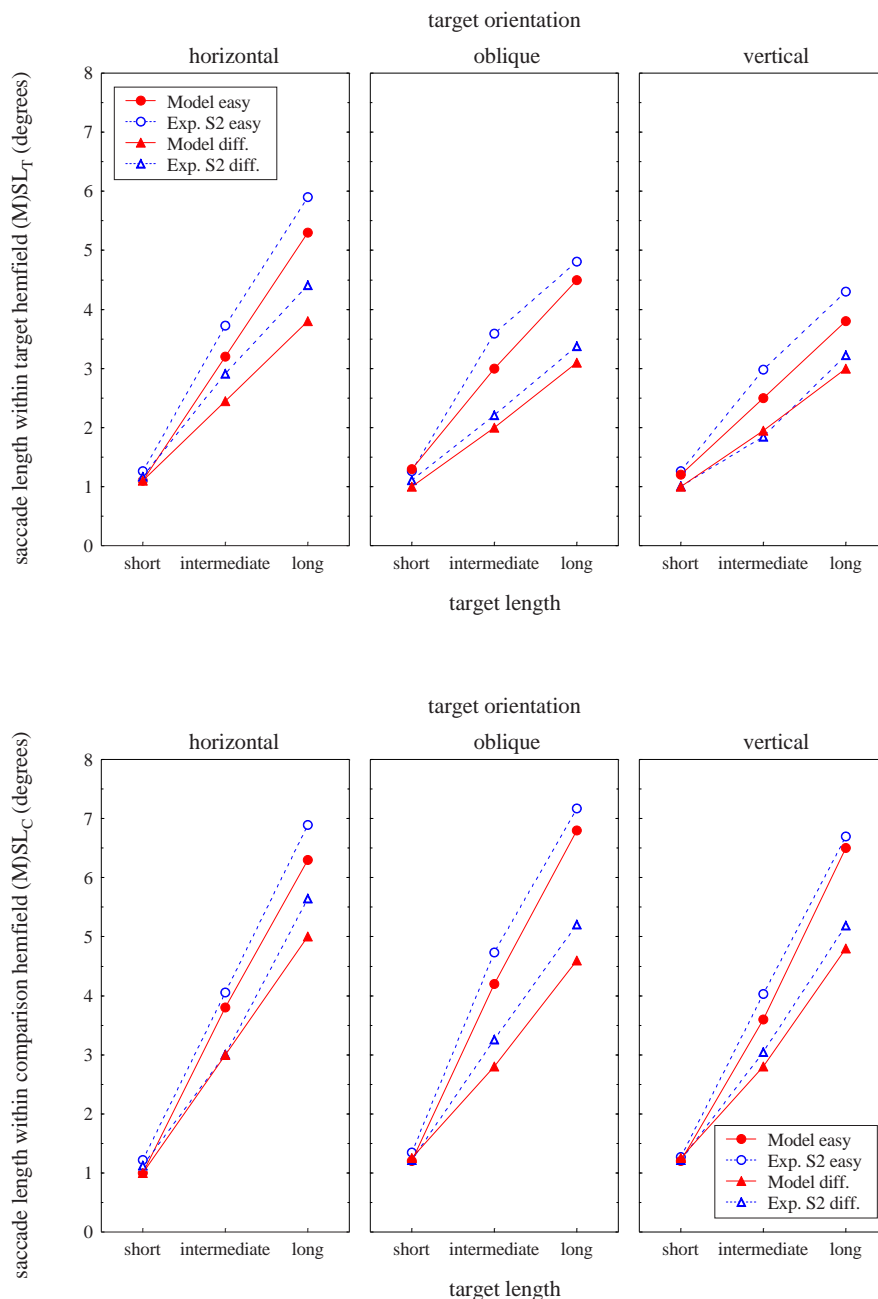 target orientation
horizontal oblique vertical
saccade length within target hemfield (M)SL_T (degrees)
8
7
6
5
4
3
2
1
0
Model easy
Exp. S2 easy
Model diff.
Exp. S2 diff.
short intermediate long short intermediate long short intermediate long
target length
target orientation
horizontal oblique vertical
saccade length within comparison hemfield (M)SL_C (degrees)
8
7
6
5
4
3
2
1
0
Model easy
Exp. S2 easy
Model diff.
Exp. S2 diff.
short intermediate long short intermediate long short intermediate long
target length